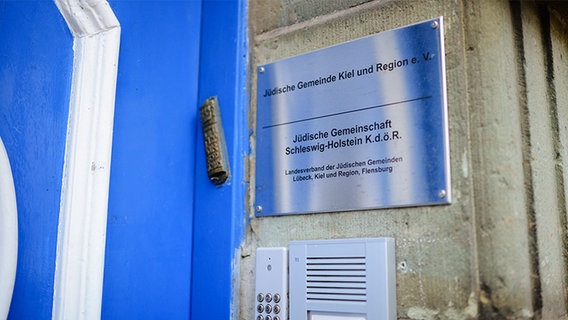 Jüdische Gemeinde Kiel und Region e. V.
Jüdische Gemeinschaft
Schleswig-Holstein K.d.ö.R.
Landesverband der Jüdischen Gemeinden
Lübeck, Kiel und Region, Flensburg